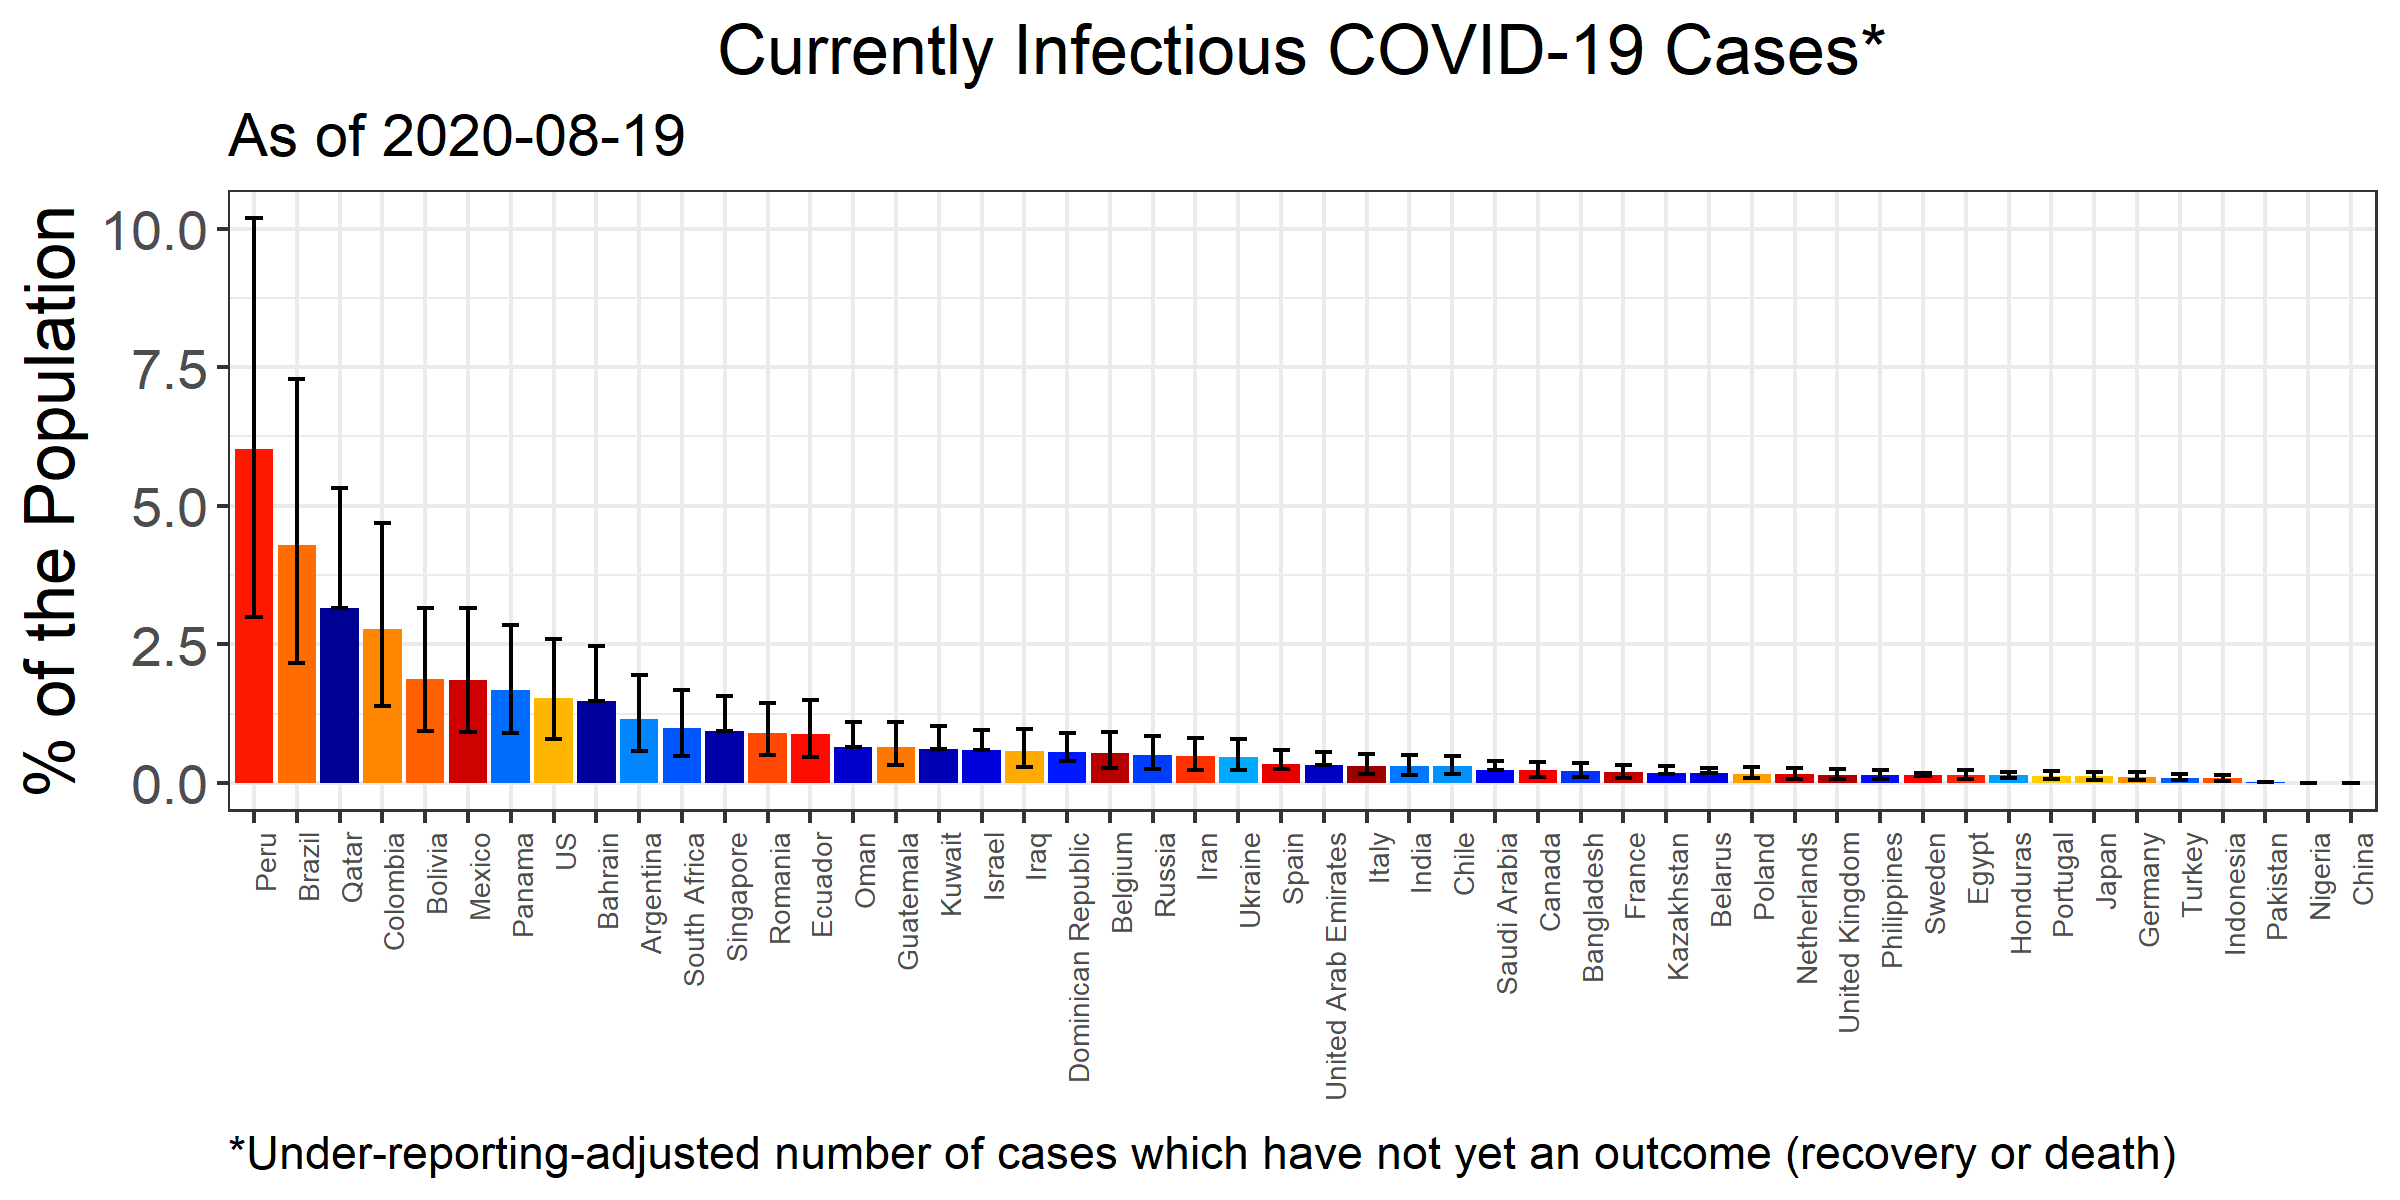 Currently Infectious COVID-19 Cases*
As of 2020-08-19
% of the Population
10.0
7.5
5.0
2.5
0.0
Peru
Brazil
Qatar
Colombia
Bolivia
Mexico
Panama
US
Bahrain
Argentina
South Africa
Singapore
Romania
Ecuador
Oman
Guatemala
Kuwait
Israel
Iraq
Dominican Republic
Belgium
Russia
Iran
Ukraine
Spain
United Arab Emirates
Italy
India
Chile
Saudi Arabia
Canada
Bangladesh
France
Kazakhstan
Belarus
Poland
Netherlands
United Kingdom
Philippines
Sweden
Egypt
Honduras
Portugal
Japan
Germany
Turkey
Indonesia
Pakistan
Nigeria
China
*Under-reporting-adjusted number of cases which have not yet an outcome (recovery or death)